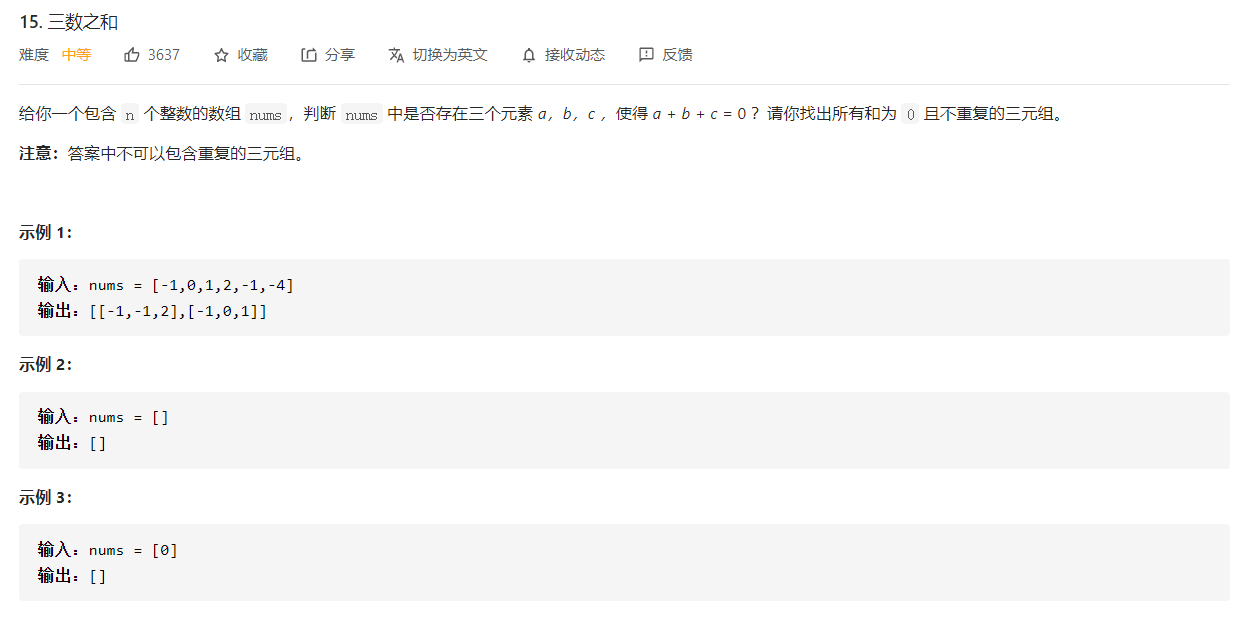 15. 三数之和
难度 中等 3637 收藏 分享 切换为英文 接收动态 反馈
给你一个包含 n 个整数的数组 nums ，判断 nums 中是否存在三个元素 a，b，c ，使得 a + b + c = 0 ？请你找出所有和为 0 且不重复的三元组。
注意：答案中不可以包含重复的三元组。
示例 1：
输入：nums = [-1,0,1,2,-1,-4]
输出：[[-1,-1,2],[-1,0,1]]
示例 2：
输入：nums = []
输出：[]
示例 3：
输入：nums = [0]
输出：[]